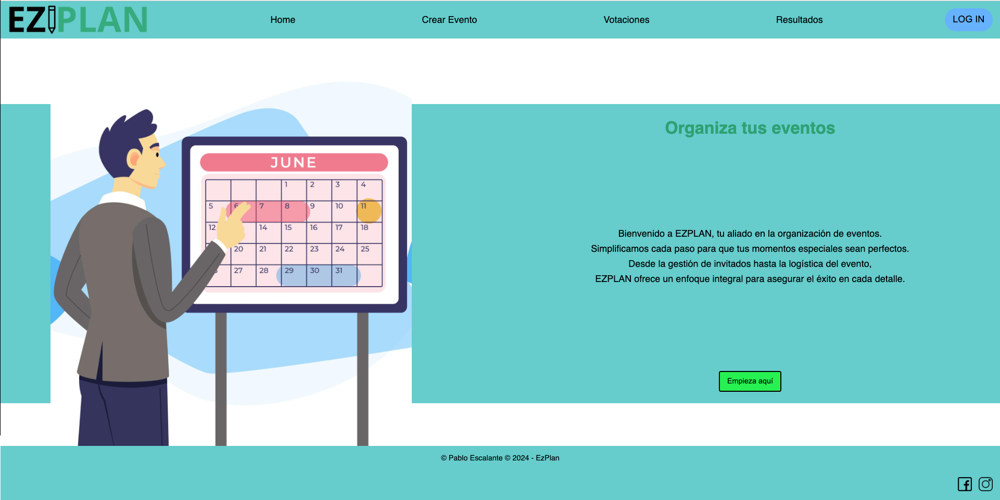 EZPLAN
Home
Crear Evento
Votaciones
Resultados
LOG IN
JUNE
1 2 3 4
5 6 7 8 9 10 11
12 14 15 16 17 18
20 21 22 23 24 25
27 28 29 30 31
Organiza tus eventos
Bienvenido a EZPLAN, tu aliado en la organización de eventos.
Simplificamos cada paso para que tus momentos especiales sean perfectos.
Desde la gestión de invitados hasta la logística del evento,
EZPLAN ofrece un enfoque integral para asegurar el éxito en cada detalle.
Empieza aquí
© Pablo Escalante © 2024 - EzPlan